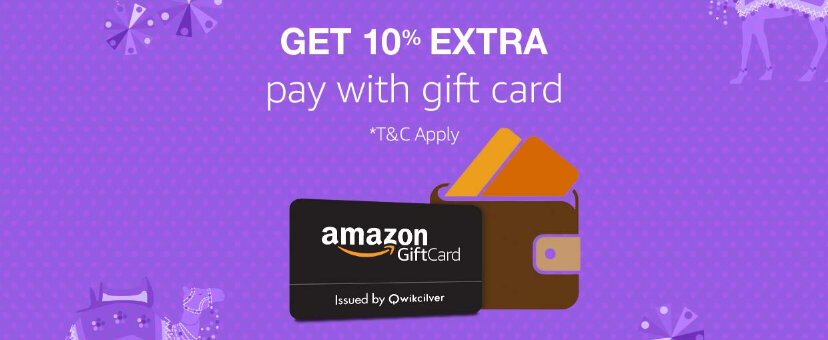 GET 10% EXTRA
pay with gift card
*T&C Apply
amazon
GiftCard
Issued by Qwikcilver